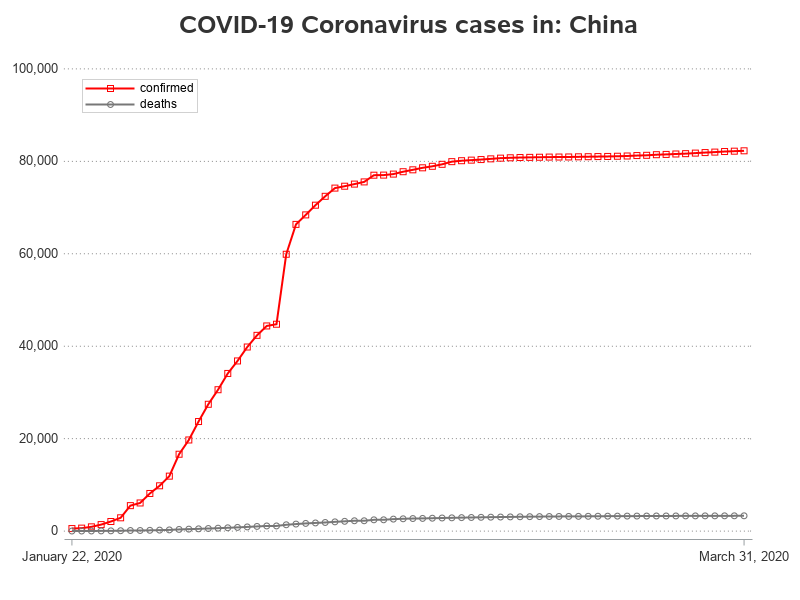 COVID-19 Coronavirus cases in: China
100,000
confirmed
deaths
80,000
60,000
40,000
20,000
0
January 22, 2020
March 31, 2020